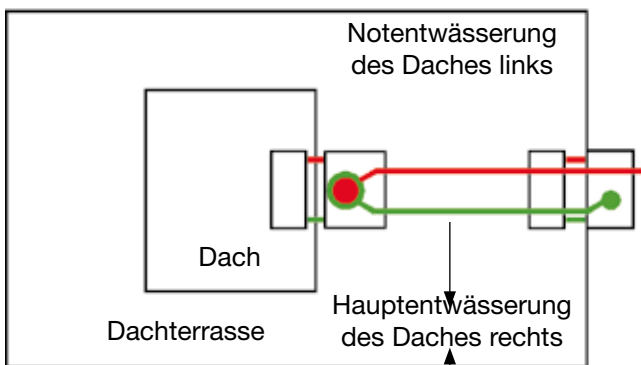 Notentwässerung
des Daches links
Dach
Hauptentwässerung
des Daches rechts
Dachterrasse